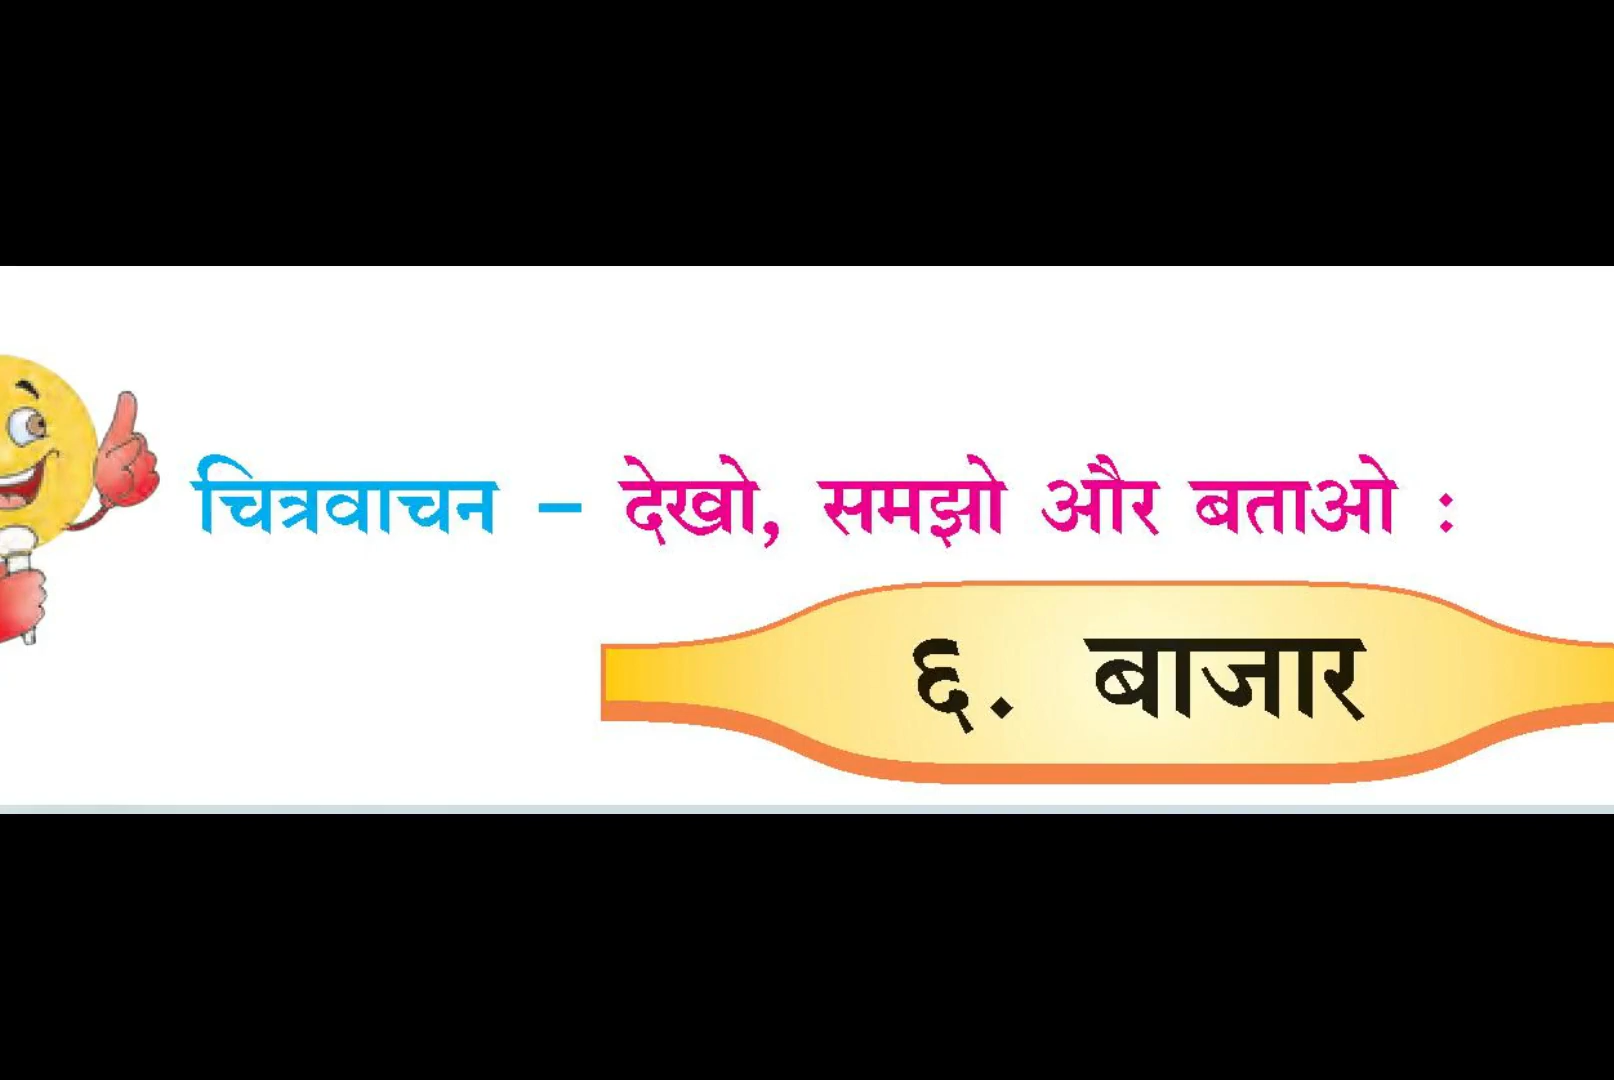 चित्रवाचन - देखो, समझो और बताओ :
६. बाजार